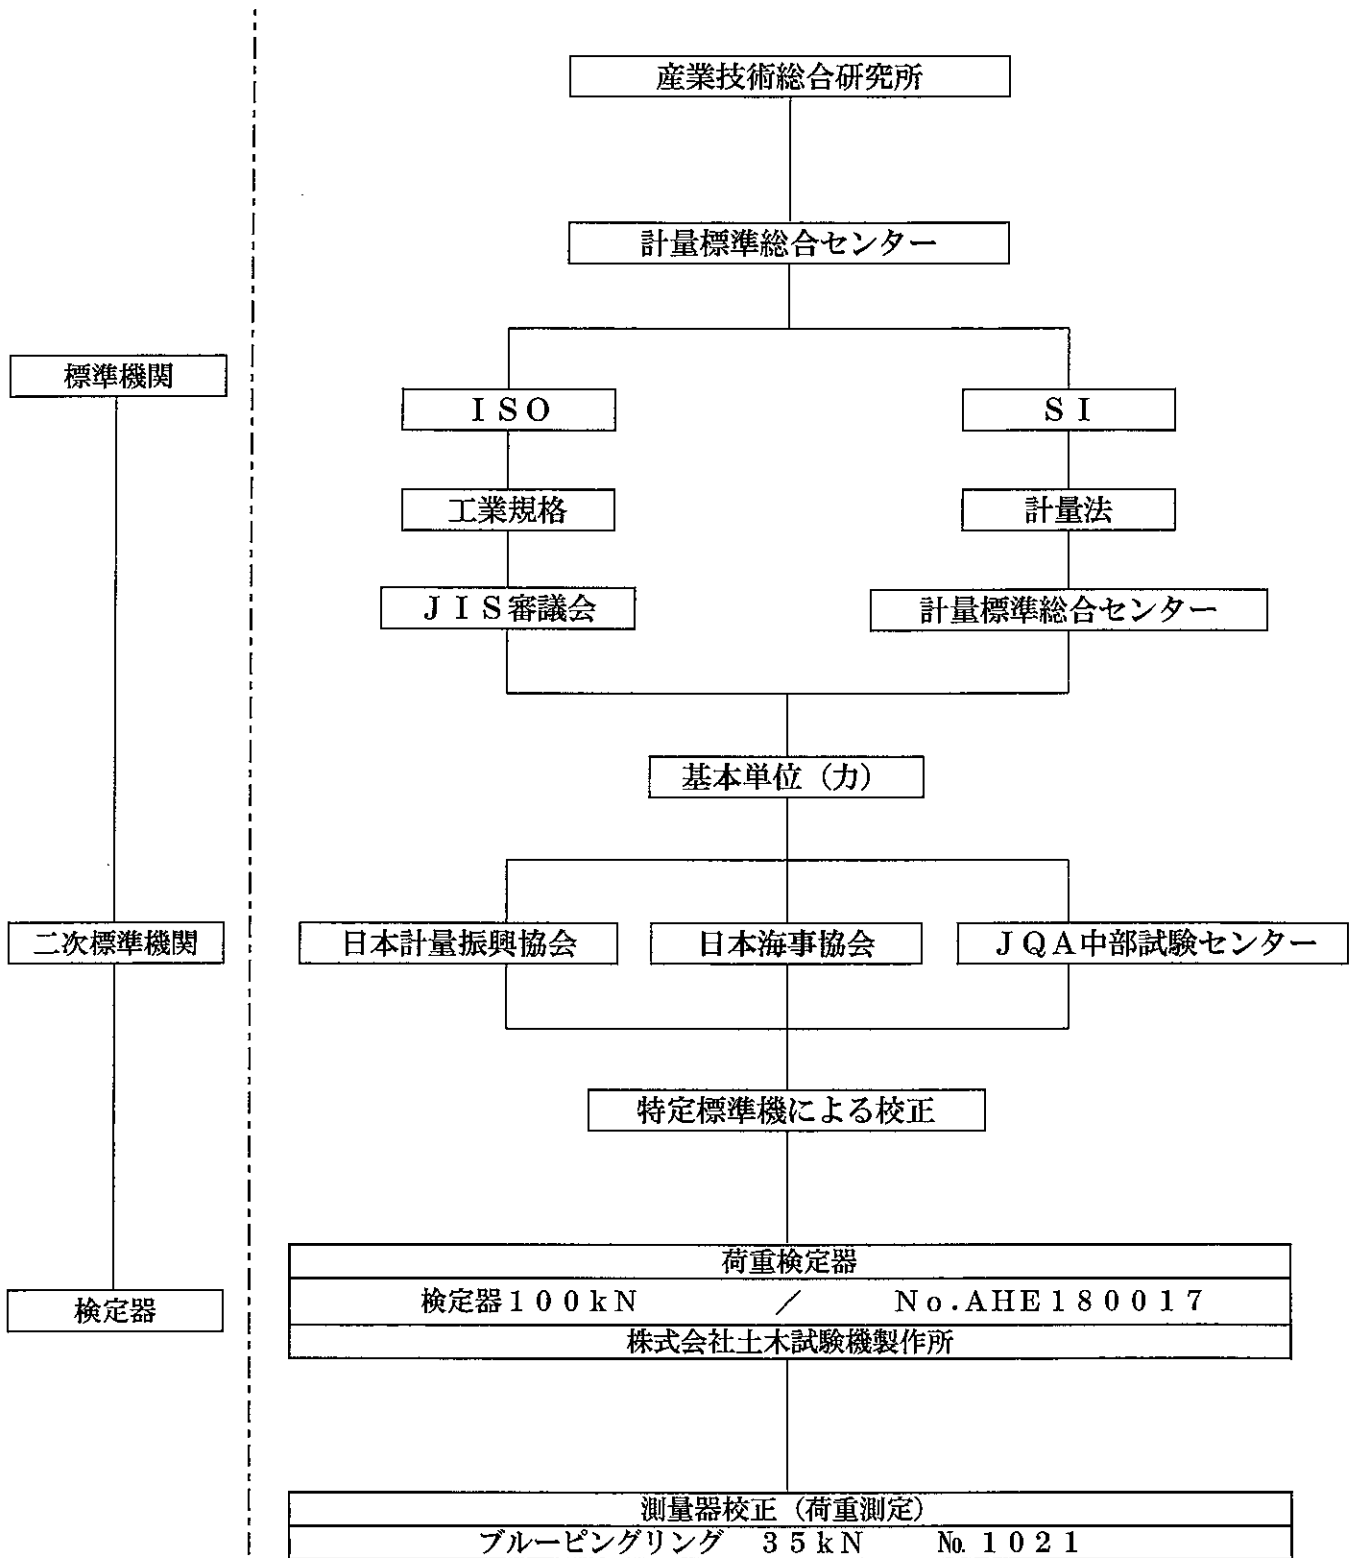 産業技術総合研究所
計量標準総合センター
標準機関
ISO
SI
工業規格
計量法
JIS審議会
計量標準総合センター
基本単位（力）
二次標準機関
日本計量振興協会
日本海事協会
JQA中部試験センター
特定標準機による校正
荷重検定器
検定器
検定器100kN ／ No.AHE180017
株式会社土木試験機製作所
測量器校正（荷重測定）
ブルーピングリング 35kN №1021